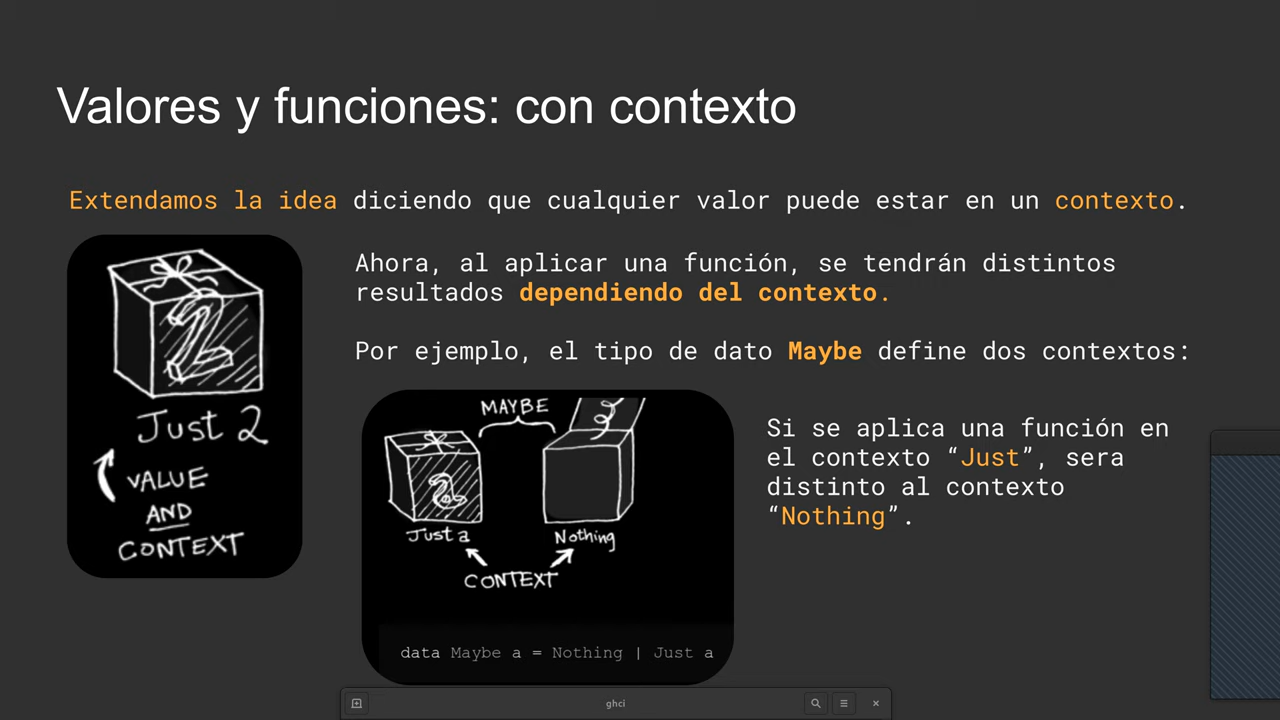 Valores y funciones: con contexto
Extendamos la idea diciendo que cualquier valor puede estar en un contexto.
Ahora, al aplicar una función, se tendrán distintos
resultados dependiendo del contexto.
Por ejemplo, el tipo de dato Maybe define dos contextos:
2
Just 2
VALUE
AND
CONTEXT
MAYBE
2
Just a
Nothing
CONTEXT
data Maybe a = Nothing | Just a
Si se aplica una función en
el contexto “Just”, sera
distinto al contexto
“Nothing”.
ghci